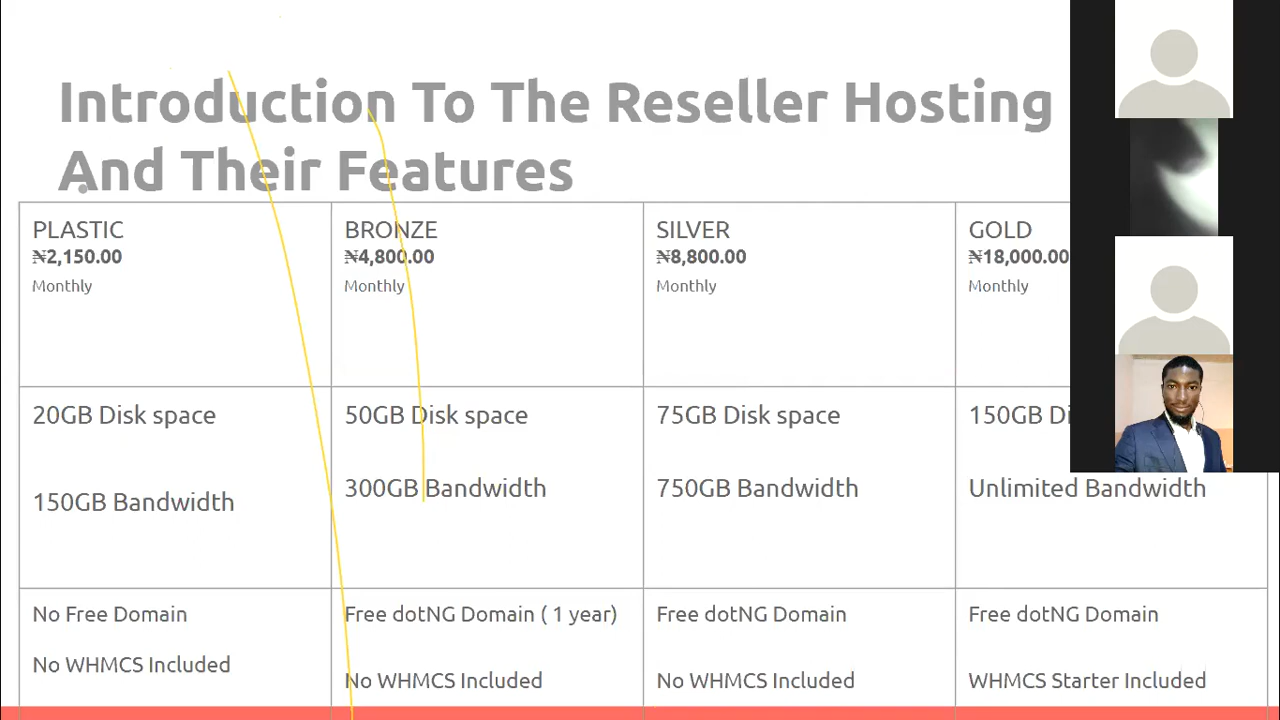 Introduction To The Reseller Hosting
And Their Features
PLASTIC
₦2,150.00
Monthly
BRONZE
₦4,800.00
Monthly
SILVER
₦8,800.00
Monthly
GOLD
₦18,000.00
Monthly
20GB Disk space
150GB Bandwidth
50GB Disk space
300GB Bandwidth
75GB Disk space
750GB Bandwidth
150GB
Unlimited Bandwidth
No Free Domain
No WHMCS Included
Free dotNG Domain ( 1 year)
No WHMCS Included
Free dotNG Domain
No WHMCS Included
Free dotNG Domain
WHMCS Starter Included